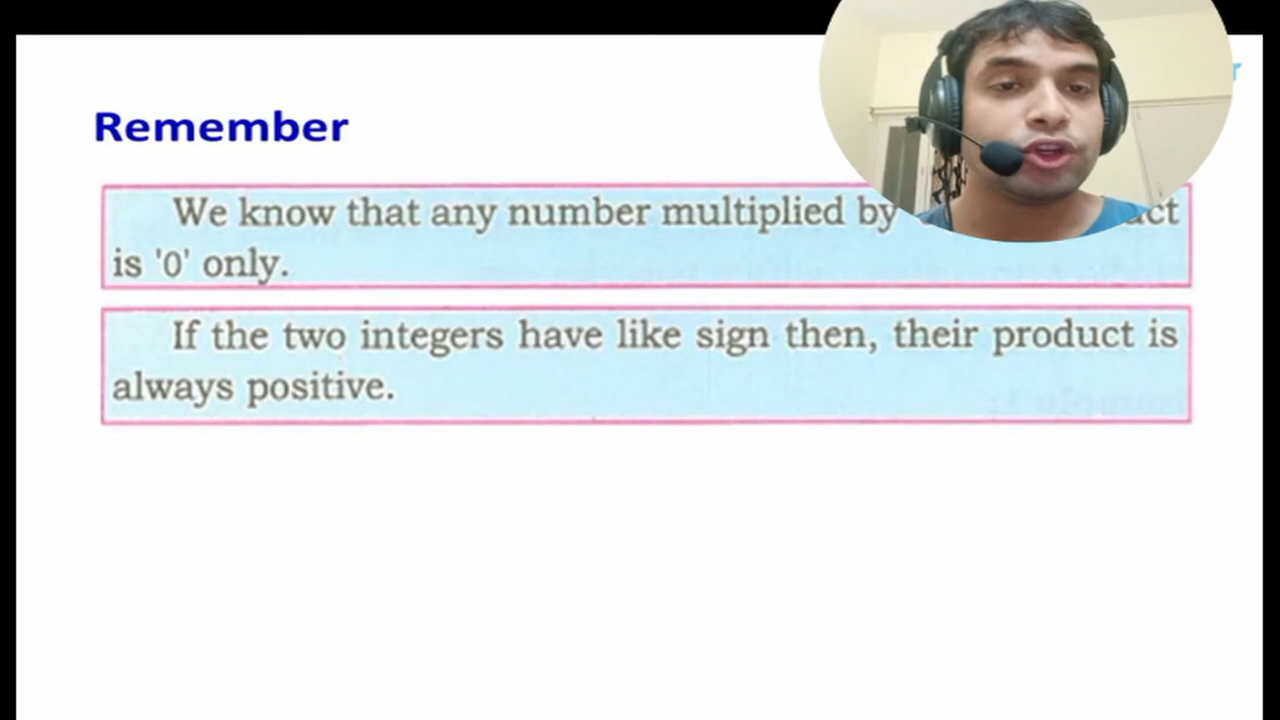 Remember
We know that any number multiplied by
is '0' only.
If the two integers have like sign then, their product is
always positive.